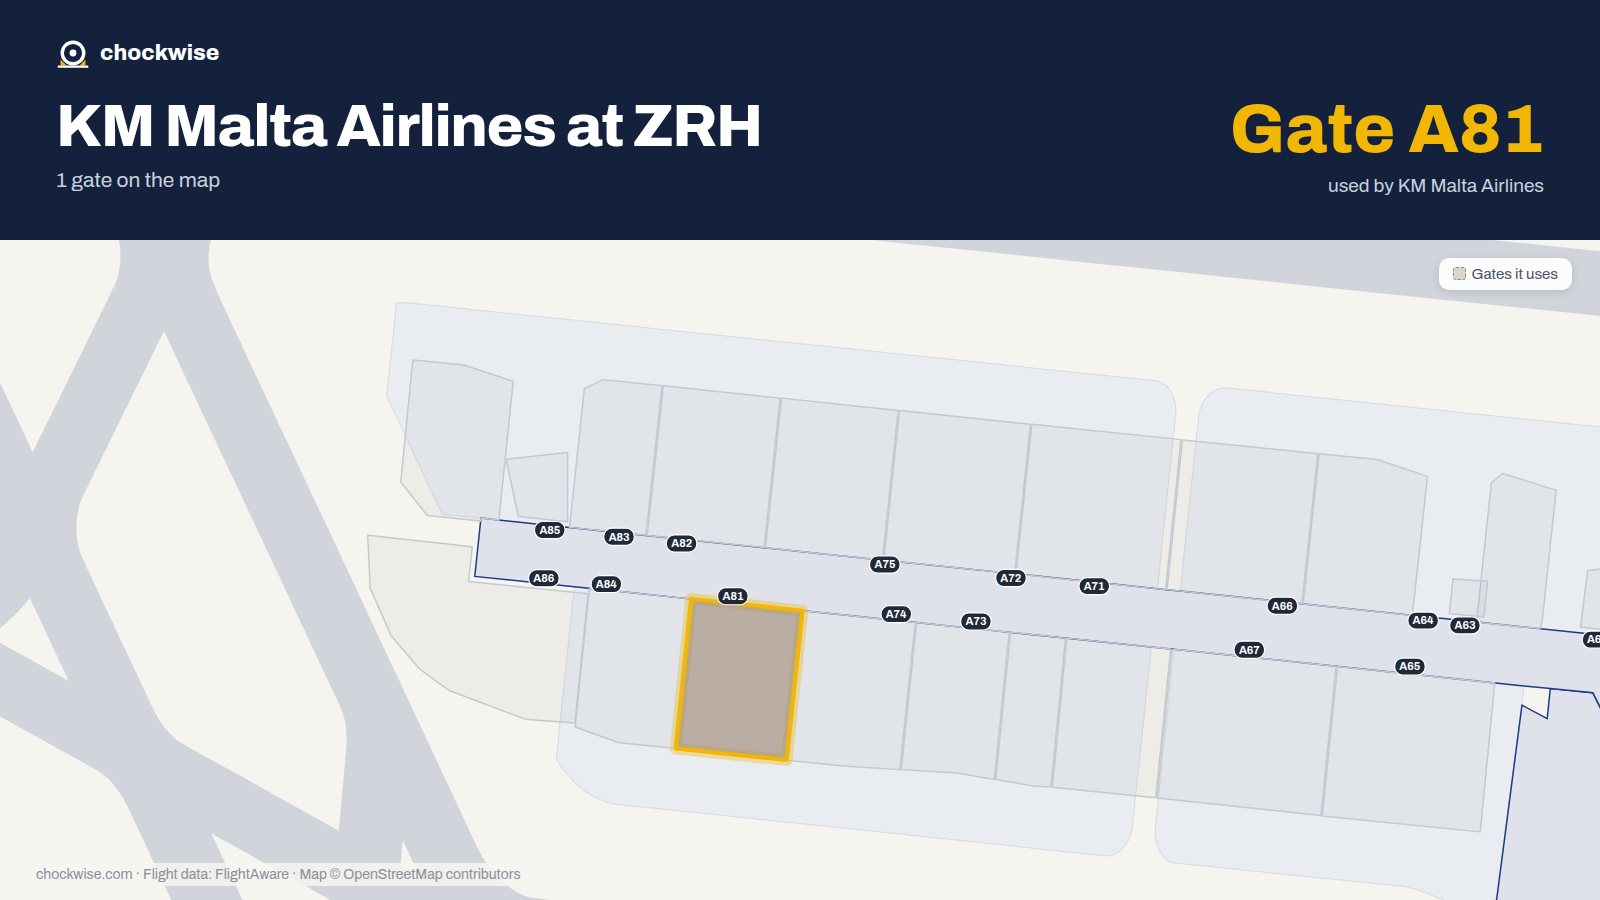 chockwise
KM Malta Airlines at ZRH
1 gate on the map
Gate A81
used by KM Malta Airlines
Gates it uses
A85
A83
A82
A86
A84
A81
A75
A72
A71
A74
A73
A66
A64
A63
A67
A65
chockwise.com · Flight data: FlightAware · Map © OpenStreetMap contributors